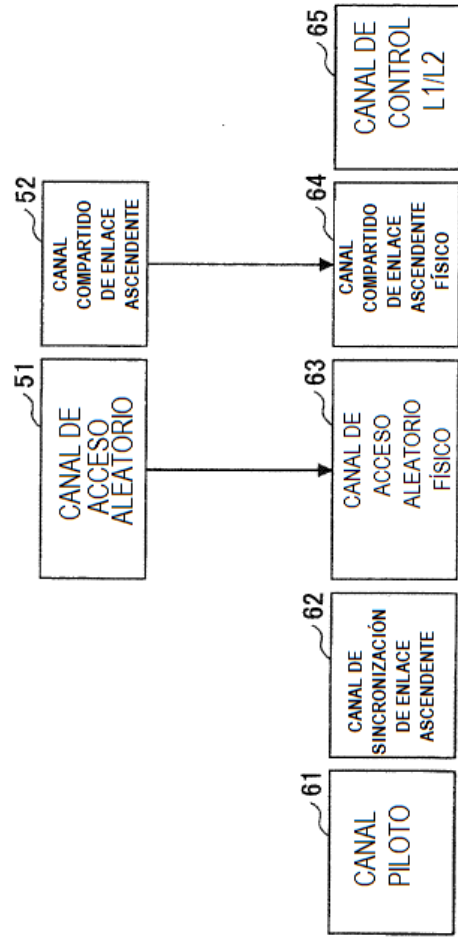 51
CANAL DE
ACCESO
ALEATORIO
52
CANAL
COMPARTIDO
DE ENLACE
ASCENDENTE
61
CANAL
PILOTO
62
CANAL DE
SINCRONIZACIÓN
DE ENLACE
ASCENDENTE
63
CANAL DE
ACCESO
ALEATORIO
FÍSICO
64
CANAL
COMPARTIDO
DE ENLACE
ASCENDENTE
FÍSICO
65
CANAL DE
CONTROL
L1/L2